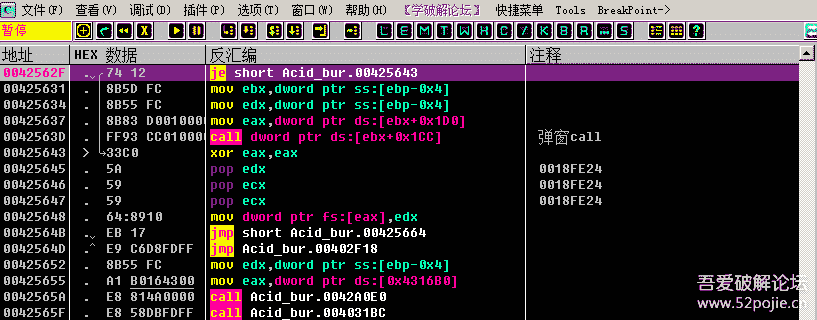 文件(F) 查看(V) 调试(D) 插件(P) 选项(T) 窗口(W) 帮助(H) 【学破解论坛】 快捷菜单 Tools BreakPoint->
暂停 L E M T W H C P K B R ... S
地址 HEX 数据 反汇编 注释
0042562F . 74 12 je short Acid_bur.00425643
00425631 . 8B5D FC mov ebx,dword ptr ss:[ebp-0x4]
00425634 . 8B55 FC mov edx,dword ptr ss:[ebp-0x4]
00425637 . 8B83 D0010000 mov eax,dword ptr ds:[ebx+0x1D0]
0042563D . FF93 CC010000 call dword ptr ds:[ebx+0x1CC] 弹窗call
00425643 > 33C0 xor eax,eax
00425645 . 5A pop edx 0018FE24
00425646 . 59 pop ecx 0018FE24
00425647 . 59 pop ecx 0018FE24
00425648 . 64:8910 mov dword ptr fs:[eax],edx
0042564B . EB 17 jmp short Acid_bur.00425664
0042564D . E9 C6D8FDFF jmp Acid_bur.00402F18
00425652 . 8B55 FC mov edx,dword ptr ss:[ebp-0x4]
00425655 . A1 B0164300 mov eax,dword ptr ds:[0x4316B0]
0042565A . E8 814A0000 call Acid_bur.0042A0E0
0042565F . E8 58DBFDFF call Acid_bur.004031BC
吾爱破解论坛
www.52pojie.cn